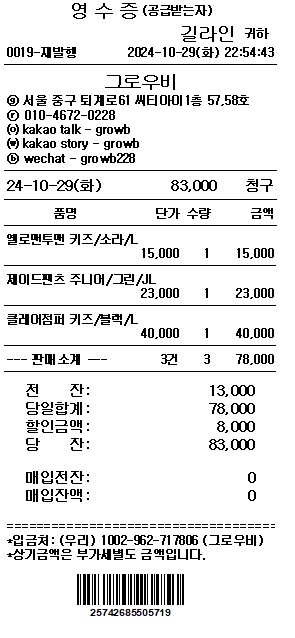 영 수 증 (공급받는자)
길라인 귀하
0019-재발행 2024-10-29(화) 22:54:43
그로우비
서울 중구 퇴계로61 씨티아이1층 57,58호
010-4672-0228
kakao talk - growb
kakao story - growb
wechat - growb228
24-10-29(화) 83,000 청구
품명 단가 수량 금액
옐로맨투맨 키즈/소라/L
15,000 1 15,000
제이드팬츠 주니어/그린/JL
23,000 1 23,000
클레어점퍼 키즈/블랙/L
40,000 1 40,000
--- 판매소계 --- 3건 3 78,000
전 잔: 13,000
당일합계: 78,000
할인금액: 8,000
당 잔: 83,000
매입전잔: 0
매입잔액: 0
*입금처: (우리) 1002-962-717806 (그로우비)
*상기금액은 부가세별도 금액입니다.
25742685505719